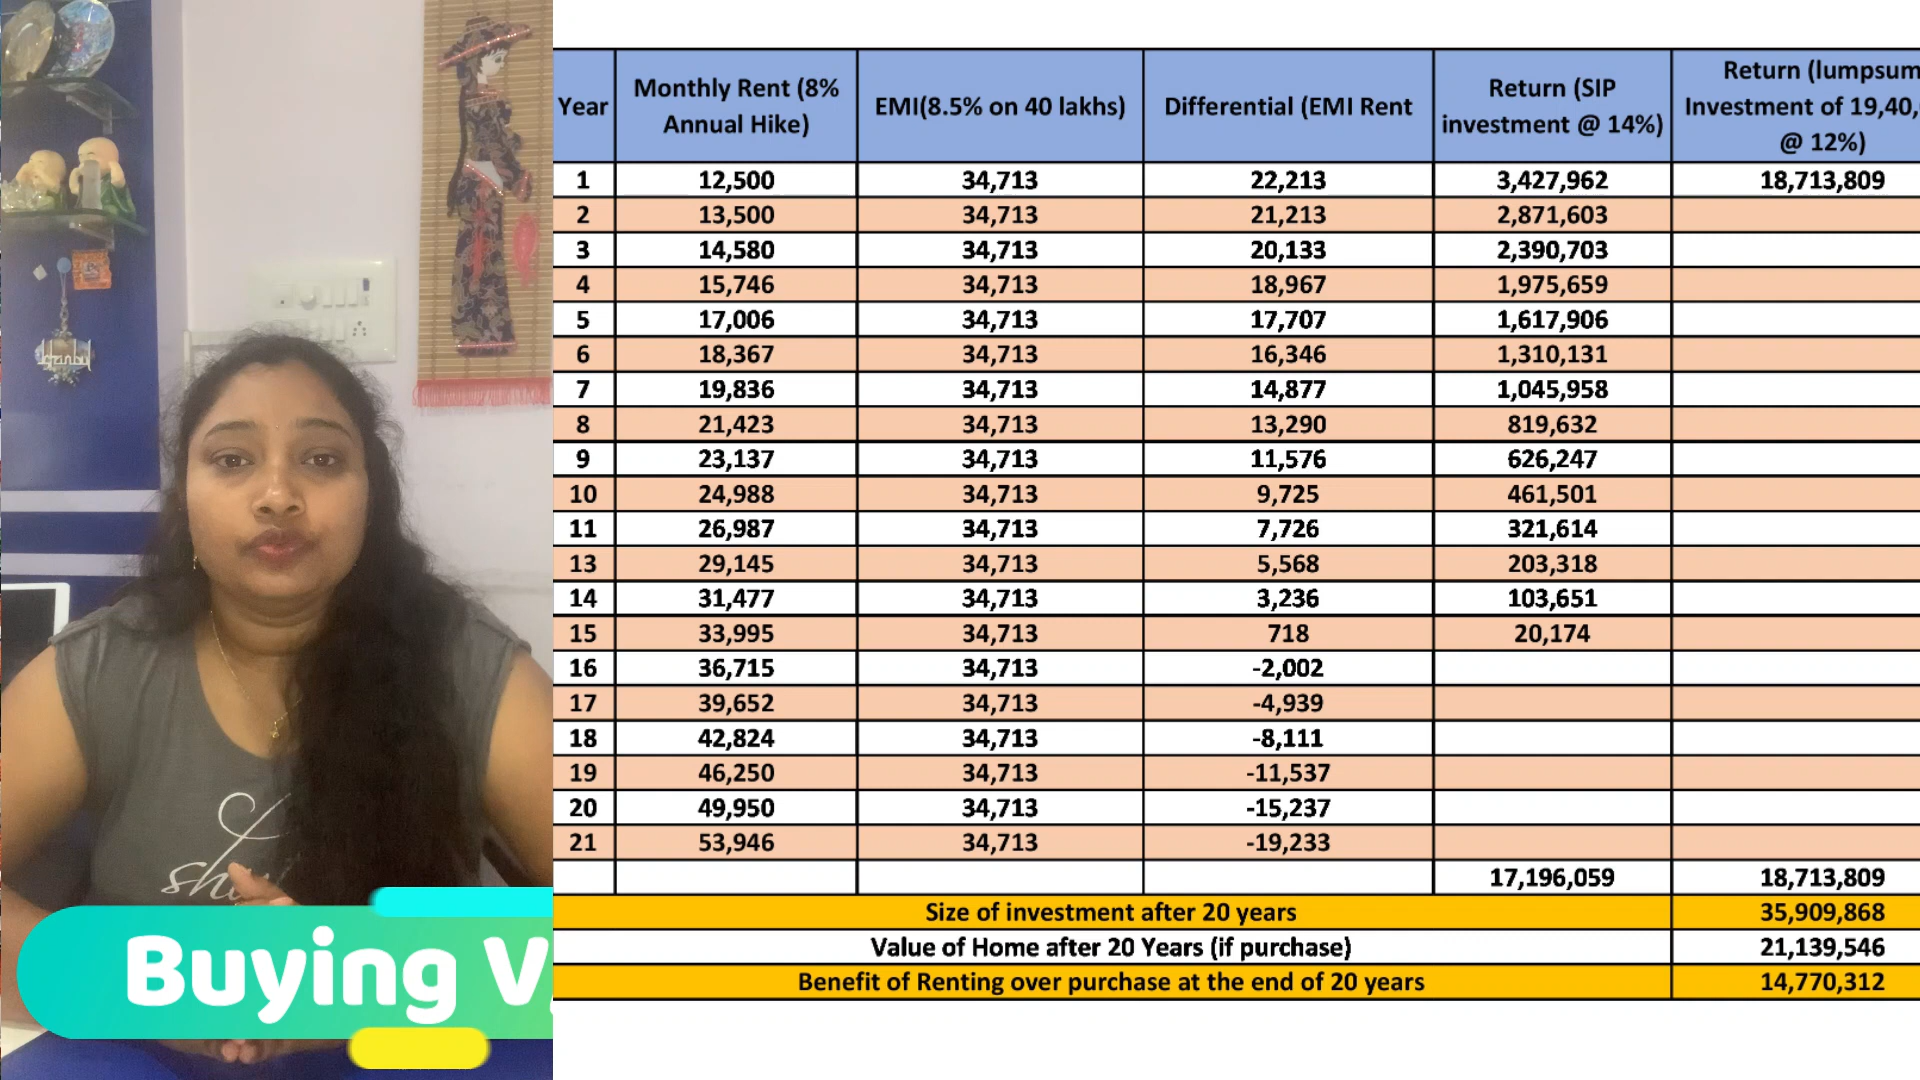 Year
Monthly Rent (8%
Annual Hike)
EMI(8.5% on 40 lakhs)
Differential (EMI Rent
Return (SIP
investment @ 14%)
Return (lumpsum
Investment of 19,40,
@ 12%)
1 12,500 34,713 22,213 3,427,962 18,713,809
2 13,500 34,713 21,213 2,871,603
3 14,580 34,713 20,133 2,390,703
4 15,746 34,713 18,967 1,975,659
5 17,006 34,713 17,707 1,617,906
6 18,367 34,713 16,346 1,310,131
7 19,836 34,713 14,877 1,045,958
8 21,423 34,713 13,290 819,632
9 23,137 34,713 11,576 626,247
10 24,988 34,713 9,725 461,501
11 26,987 34,713 7,726 321,614
13 29,145 34,713 5,568 203,318
14 31,477 34,713 3,236 103,651
15 33,995 34,713 718 20,174
16 36,715 34,713 -2,002
17 39,652 34,713 -4,939
18 42,824 34,713 -8,111
19 46,250 34,713 -11,537
20 49,950 34,713 -15,237
21 53,946 34,713 -19,233
17,196,059 18,713,809
Size of investment after 20 years 35,909,868
Value of Home after 20 Years (if purchase) 21,139,546
Benefit of Renting over purchase at the end of 20 years 14,770,312
Buying V